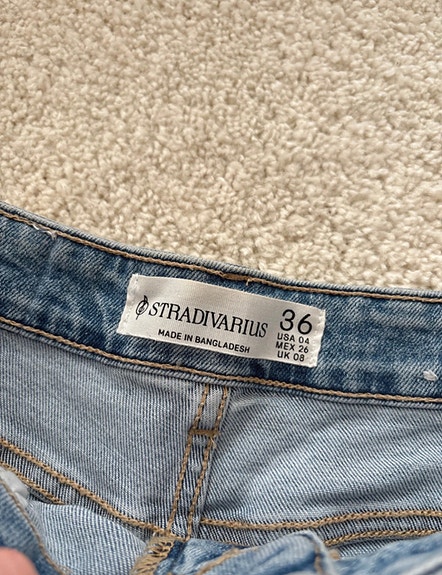 STRADIVARIUS
MADE IN BANGLADESH
36
USA 04
MEX 26
UK 08